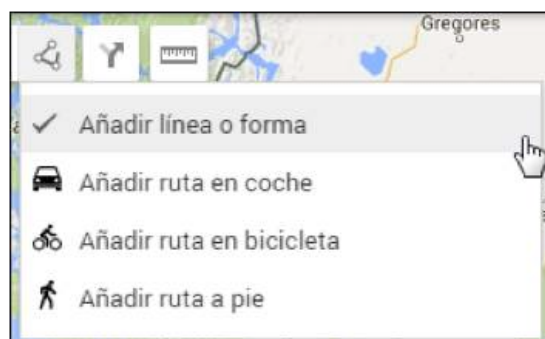 Gregores
Añadir línea o forma
Añadir ruta en coche
Añadir ruta en bicicleta
Añadir ruta a pie